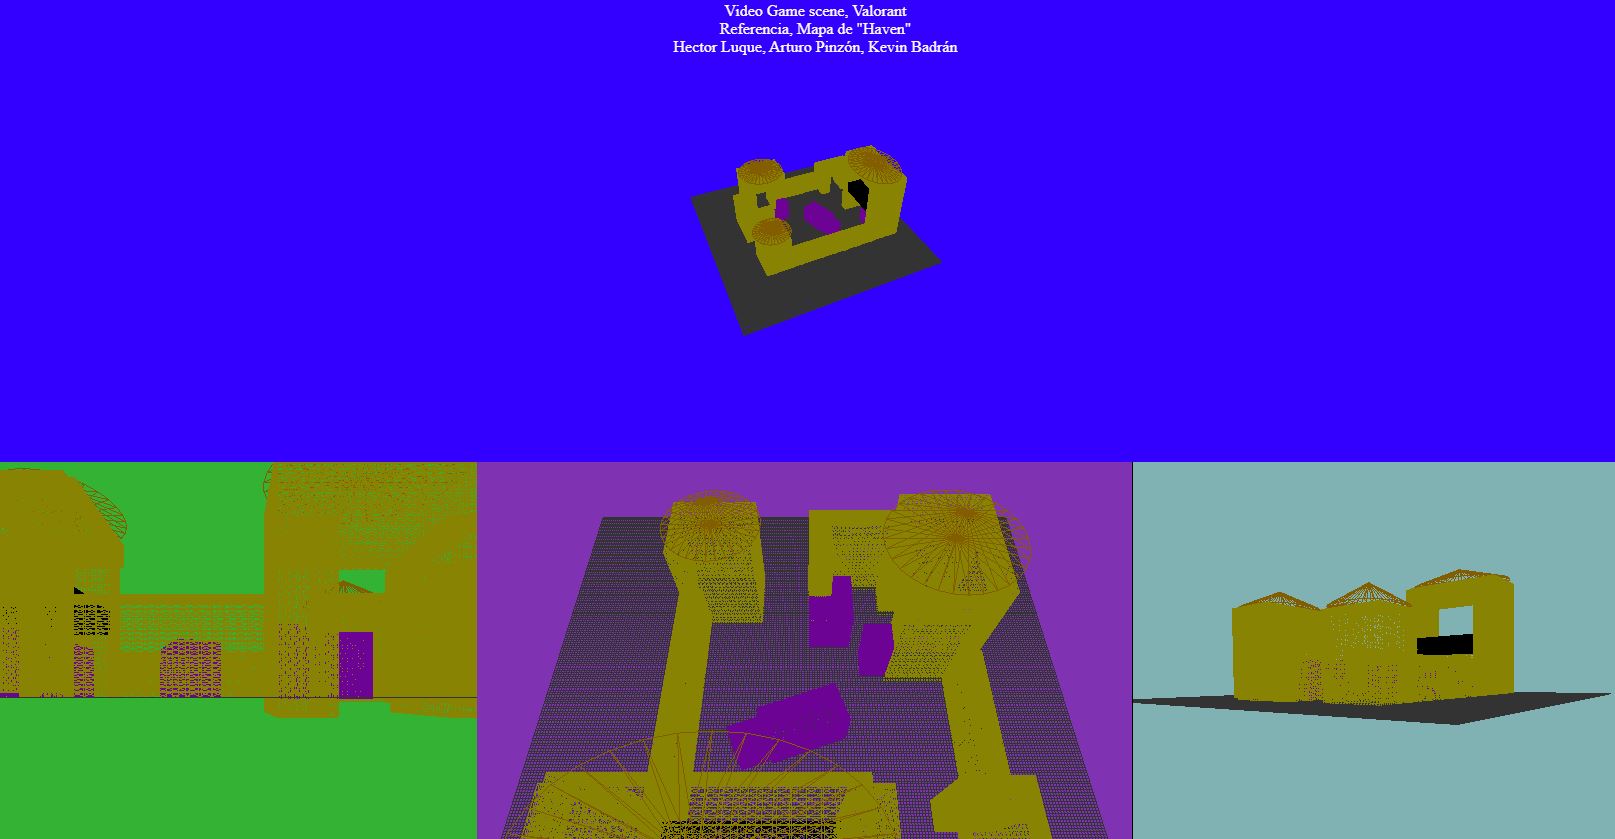 Video Game scene, Valorant
Referencia, Mapa de "Haven"
Hector Luque, Arturo Pinzón, Kevin Badrán